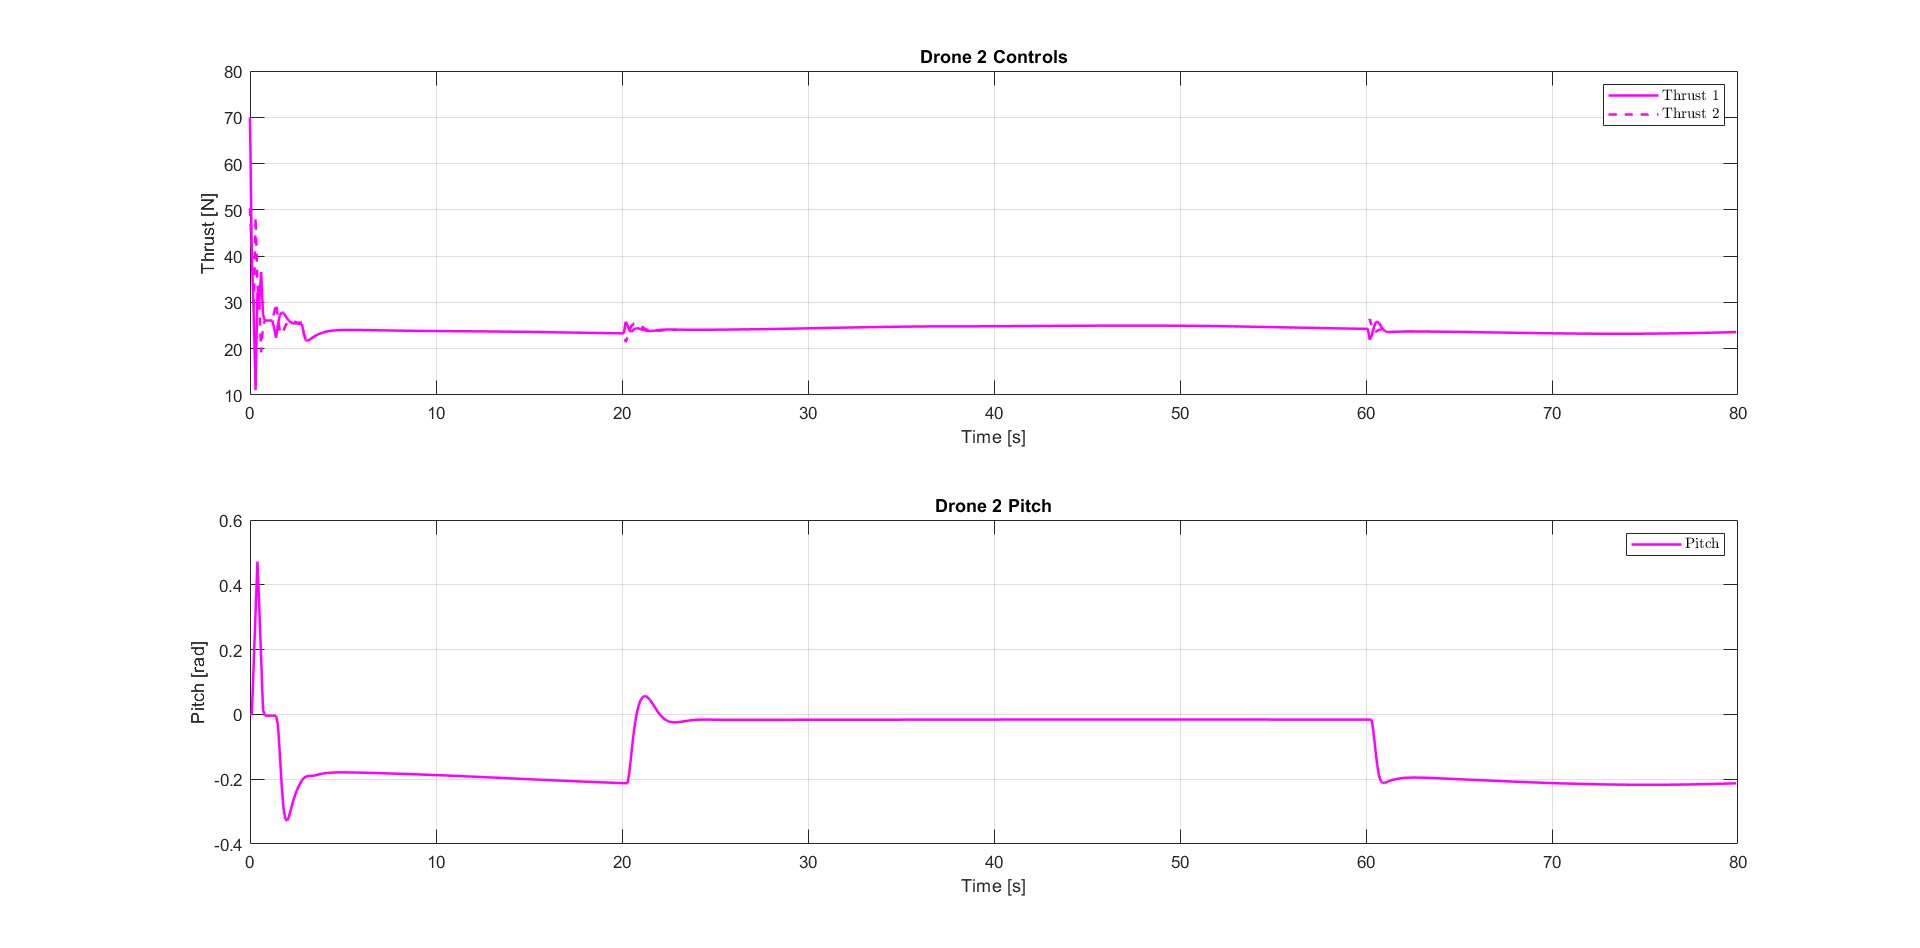 Drone 2 Controls
80
70
60
50
40
30
20
10
Thrust [N]
Thrust 1
Thrust 2
0 10 20 30 40 50 60 70 80
Time [s]
Drone 2 Pitch
0.6
0.4
0.2
0
-0.2
-0.4
Pitch [rad]
Pitch
0 10 20 30 40 50 60 70 80
Time [s]